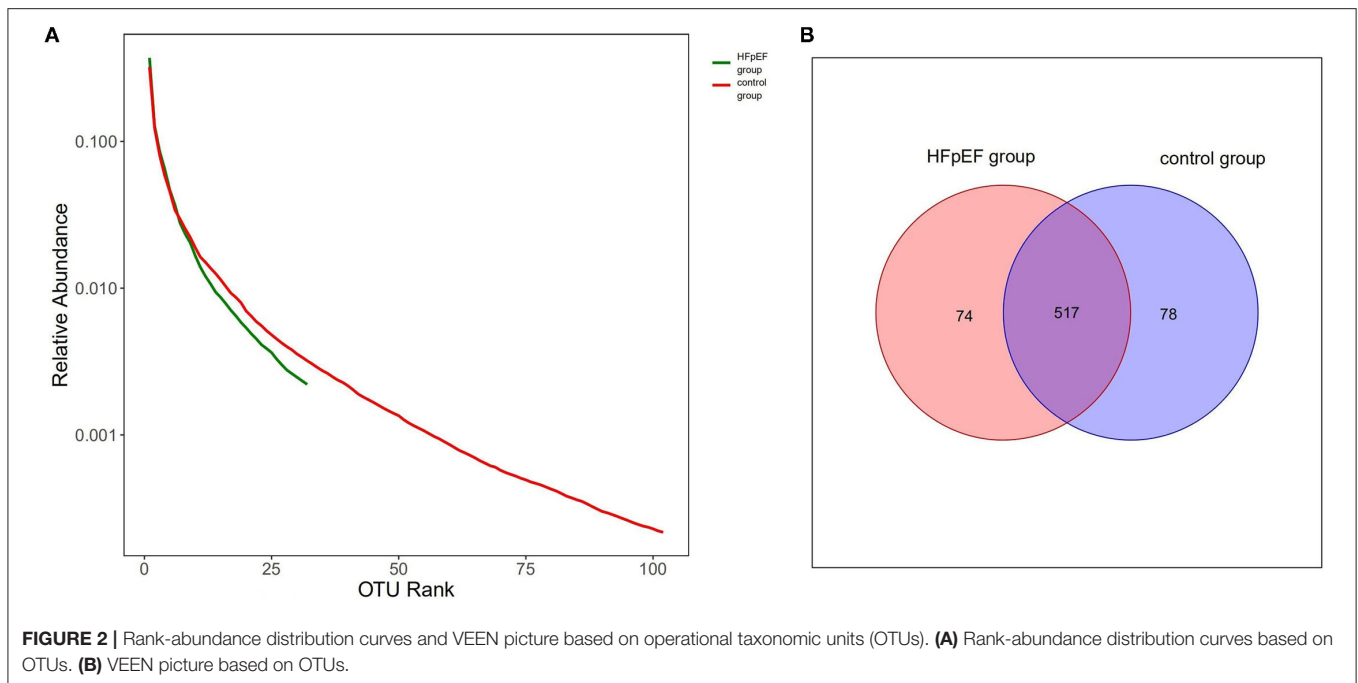 A
HFpEF
group
control
group
0.100
0.010
0.001
Relative Abundance
0
25
50
75
100
OTU Rank
B
HFpEF group
control group
74
517
78
FIGURE 2 | Rank-abundance distribution curves and VEEN picture based on operational taxonomic units (OTUs). (A) Rank-abundance distribution curves based on
OTUs. (B) VEEN picture based on OTUs.